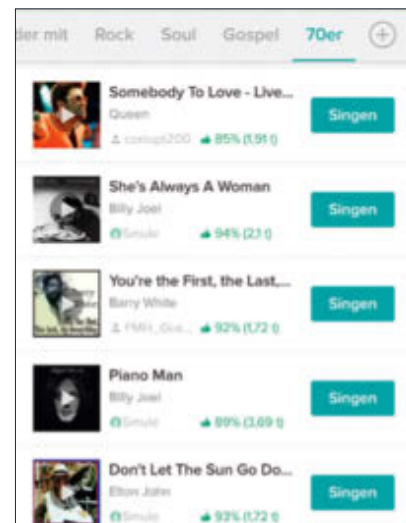 der mit Rock Soul Gospel 70er
Somebody To Love - Live...
Queen
85% (1,91 t)
Singen
She's Always A Woman
Billy Joel
Smule 94% (2,1 t)
Singen
You're the First, the Last,...
Barry White
92% (1,72 t)
Singen
Piano Man
Billy Joel
Smule 89% (3,69 t)
Singen
Don't Let The Sun Go Do...
Elton John
Smule 93% (1,72 t)
Singen